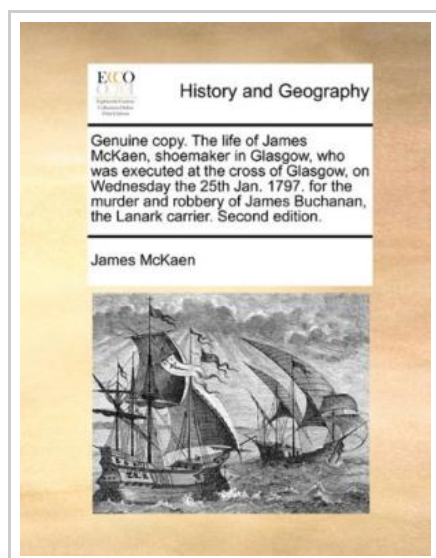 ECCO
History and Geography
Genuine copy. The life of James
McKaen, shoemaker in Glasgow, who
was executed at the cross of Glasgow, on
Wednesday the 25th Jan. 1797. for the
murder and robbery of James Buchanan,
the Lanark carrier. Second edition.
James McKaen